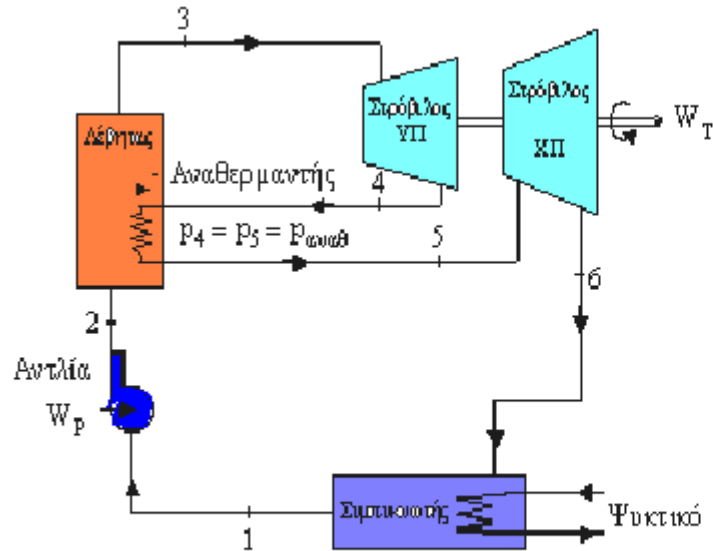 3
Στρόβιλος
ΥΠ
Στρόβιλος
ΧΠ
W_T
Λέβητας
Αναθερμαντής
4
p₄ = p₅ = p_αναθ
5
6
2
Αντλία
W_p
1
Συμπυκνωτής
Ψυκτικό